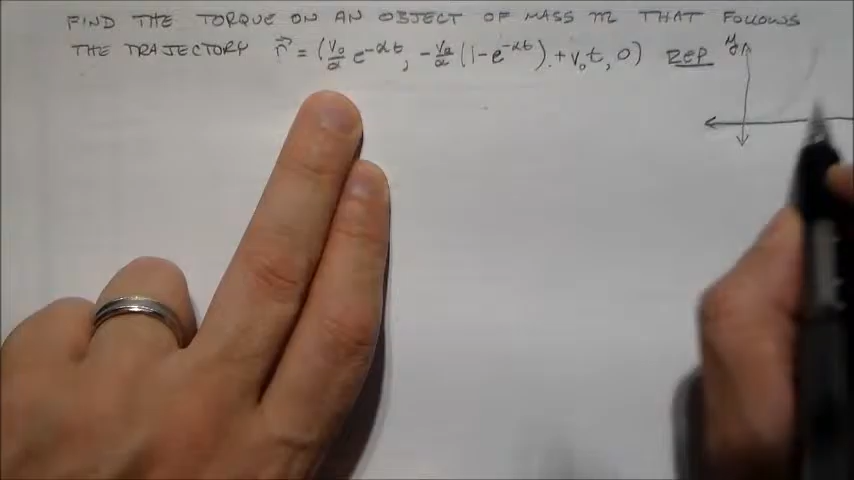 FIND THE TORQUE ON AN OBJECT OF MASS m THAT FOLLOWS
THE TRAJECTORY r⃗ = (v₀/α e^(-αt), -v₀/α (1-e^(-αt)) + v₀t, 0) REP
y